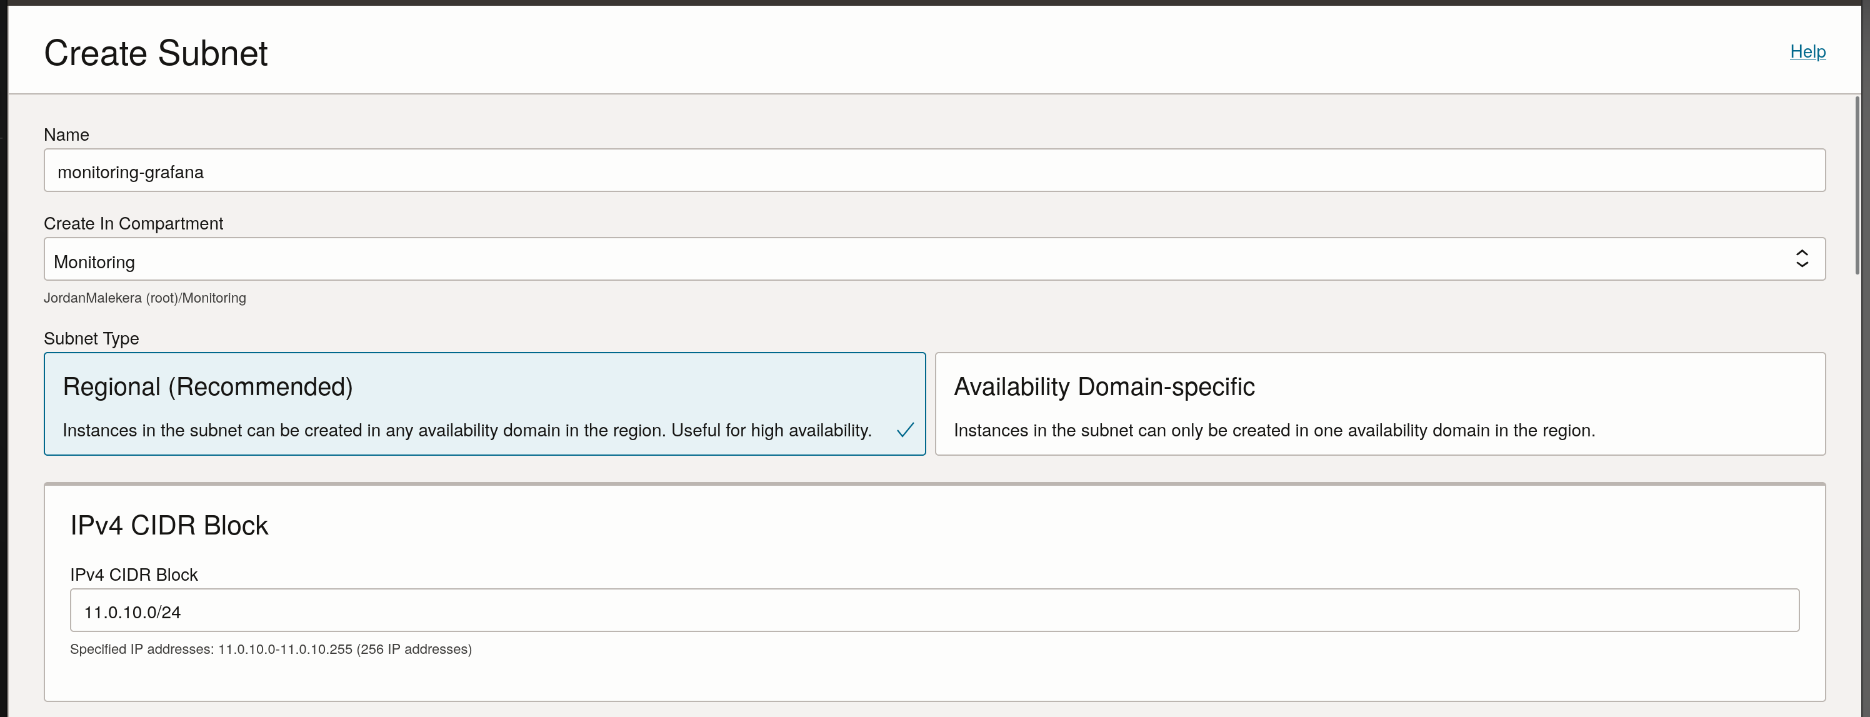 Create Subnet
Help
Name
monitoring-grafana
Create In Compartment
Monitoring
JordanMalekera (root)/Monitoring
Subnet Type
Regional (Recommended)
Instances in the subnet can be created in any availability domain in the region. Useful for high availability.
Availability Domain-specific
Instances in the subnet can only be created in one availability domain in the region.
IPv4 CIDR Block
IPv4 CIDR Block
11.0.10.0/24
Specified IP addresses: 11.0.10.0-11.0.10.255 (256 IP addresses)